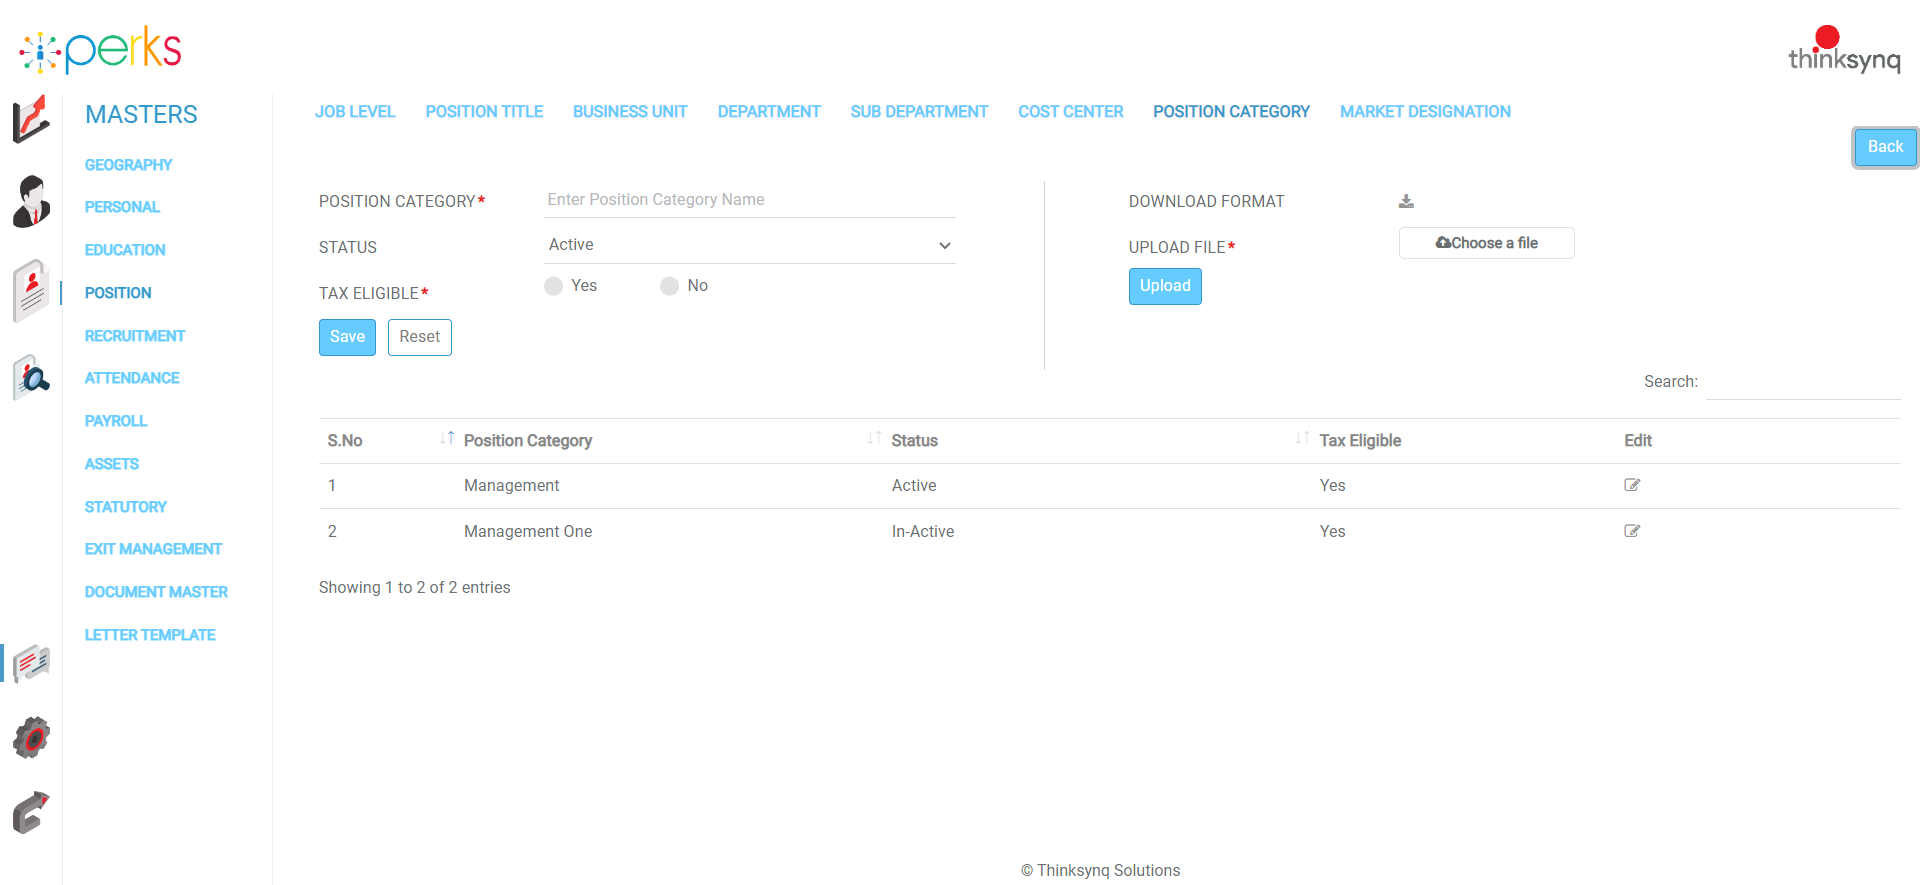 perks
thinksynq
MASTERS
GEOGRAPHY
PERSONAL
EDUCATION
POSITION
RECRUITMENT
ATTENDANCE
PAYROLL
ASSETS
STATUTORY
EXIT MANAGEMENT
DOCUMENT MASTER
LETTER TEMPLATE
JOB LEVEL POSITION TITLE BUSINESS UNIT DEPARTMENT SUB DEPARTMENT COST CENTER POSITION CATEGORY MARKET DESIGNATION
Back
POSITION CATEGORY* Enter Position Category Name
STATUS Active
TAX ELIGIBLE* Yes No
Save Reset
DOWNLOAD FORMAT
UPLOAD FILE* Choose a file
Upload
Search:
S.No Position Category Status Tax Eligible Edit
1 Management Active Yes
2 Management One In-Active Yes
Showing 1 to 2 of 2 entries
© Thinksynq Solutions